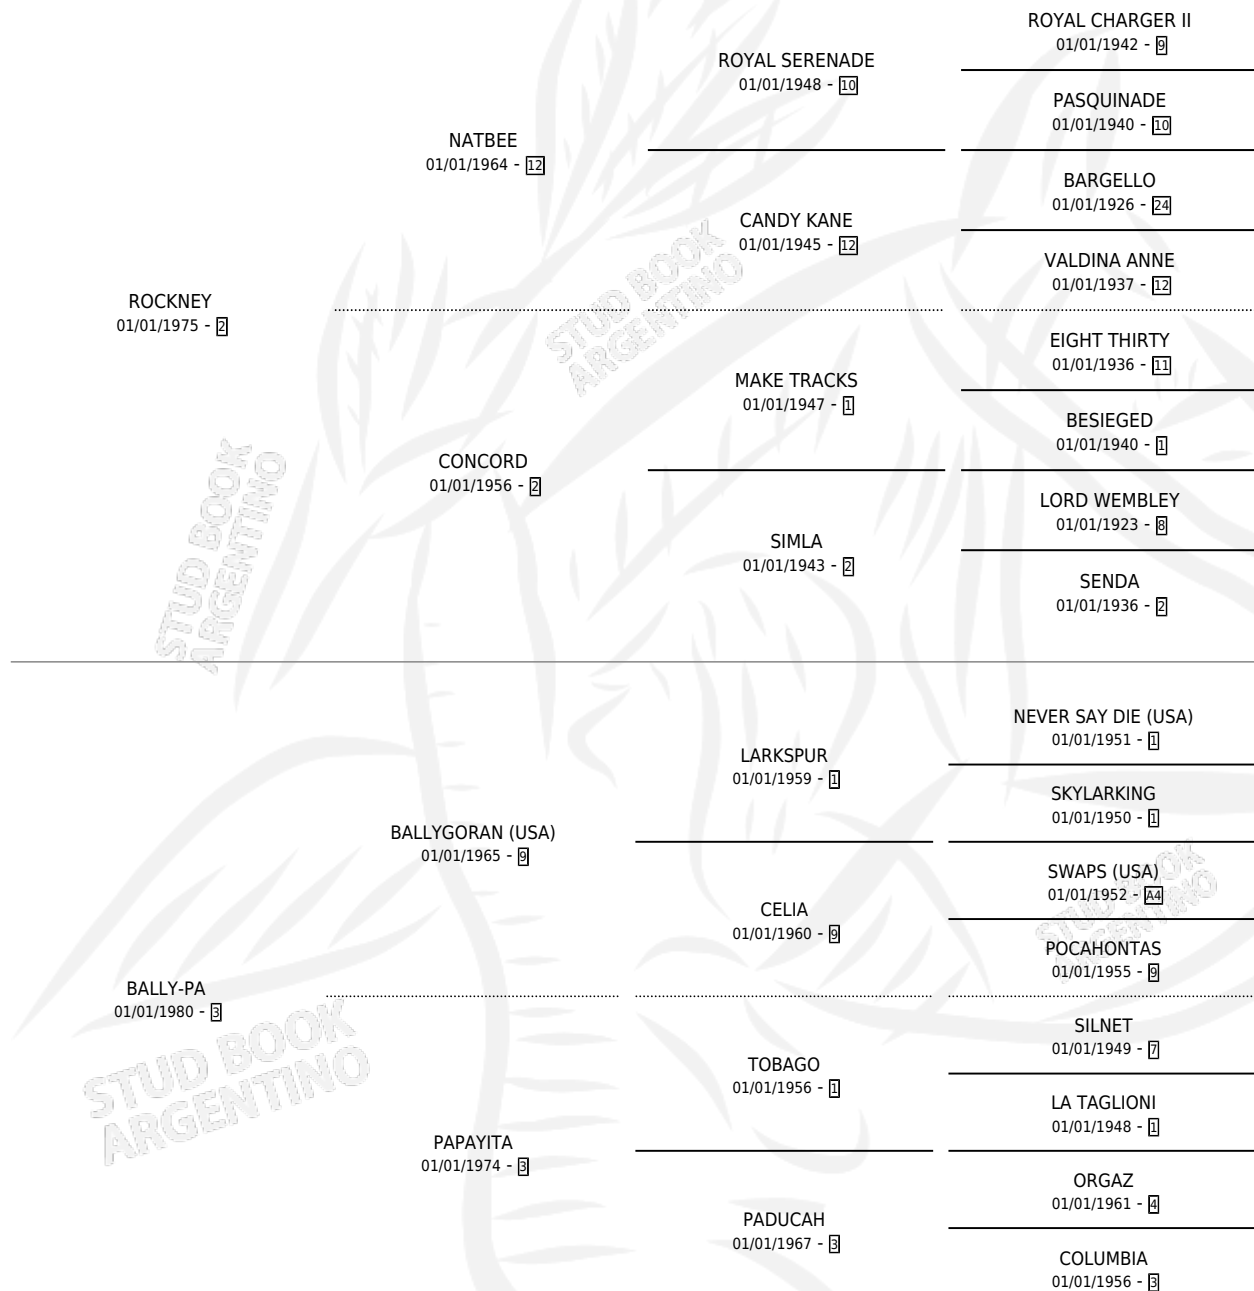 ROYAL CHARGER II
01/01/1942 - 9
ROYAL SERENADE
01/01/1948 - 10
PASQUINADE
01/01/1940 - 10
NATBEE
01/01/1964 - 12
BARGELLO
01/01/1926 - 24
CANDY KANE
01/01/1945 - 12
VALDINA ANNE
01/01/1937 - 12
ROCKNEY
01/01/1975 - 2
EIGHT THIRTY
01/01/1936 - 11
MAKE TRACKS
01/01/1947 - 1
BESIEGED
01/01/1940 - 1
CONCORD
01/01/1956 - 2
LORD WEMBLEY
01/01/1923 - 8
SIMLA
01/01/1943 - 2
SENDA
01/01/1936 - 2
NEVER SAY DIE (USA)
01/01/1951 - 1
LARKSPUR
01/01/1959 - 1
SKYLARKING
01/01/1950 - 1
BALLYGORAN (USA)
01/01/1965 - 9
SWAPS (USA)
01/01/1952 - A4
CELIA
01/01/1960 - 9
POCAHONTAS
01/01/1955 - 9
BALLY-PA
01/01/1980 - 3
SILNET
01/01/1949 - 7
TOBAGO
01/01/1956 - 1
LA TAGLIONI
01/01/1948 - 1
PAPAYITA
01/01/1974 - 3
ORGAZ
01/01/1961 - 4
PADUCAH
01/01/1967 - 3
COLUMBIA
01/01/1956 - 3
STUD BOOK
ARGENTINO
STUD BOOK
ARGENTINO
STUD BOOK
ARGENTINO
STUD BOOK
ARGENTINO